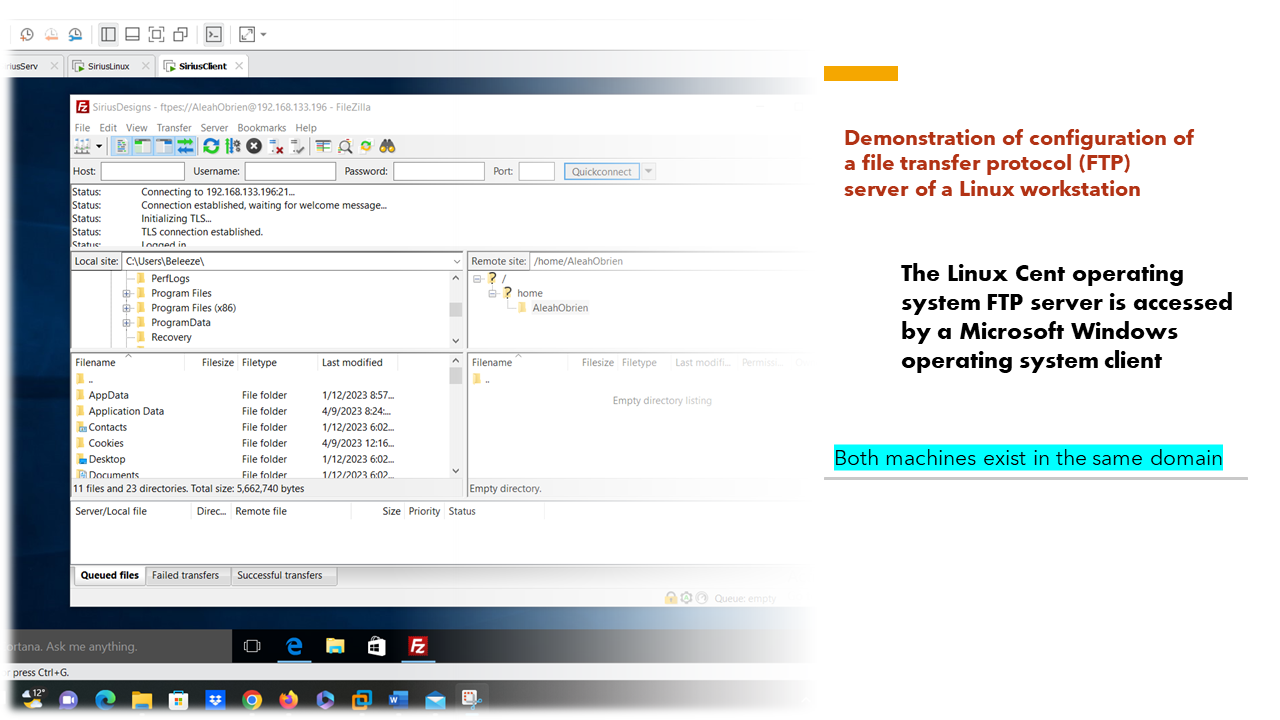 iusServ
SiriusLinux
SiriusClient
SiriusDesigns - ftpes://AleahObrien@192.168.133.196 - FileZilla
File Edit View Transfer Server Bookmarks Help
Host: Username: Password: Port: Quickconnect
Status: Connecting to 192.168.133.196:21...
Status: Connection established, waiting for welcome message...
Status: Initializing TLS...
Status: TLS connection established.
Status: Logged in
Local site: C:\Users\Beleeze\
PerfLogs
Program Files
Program Files (x86)
ProgramData
Recovery
Remote site: /home/AleahObrien
/
home
AleahObrien
Filename Filesize Filetype Last modified
..
AppData File folder 1/12/2023 8:57...
Application Data File folder 4/9/2023 8:24:...
Contacts File folder 1/12/2023 6:02...
Cookies File folder 4/9/2023 12:16...
Desktop File folder 1/12/2023 6:02...
Documents File folder 1/12/2023 6:02...
11 files and 23 directories. Total size: 5,662,740 bytes
Filename Filesize Filetype Last modifi... Permiss...
..
Empty directory listing
Empty directory.
Server/Local file Direc... Remote file Size Priority Status
Queued files Failed transfers Successful transfers
Queue: empty
ortana. Ask me anything.
r press Ctrl+G.
12°
Demonstration of configuration of
a file transfer protocol (FTP)
server of a Linux workstation
The Linux Cent operating
system FTP server is accessed
by a Microsoft Windows
operating system client
Both machines exist in the same domain